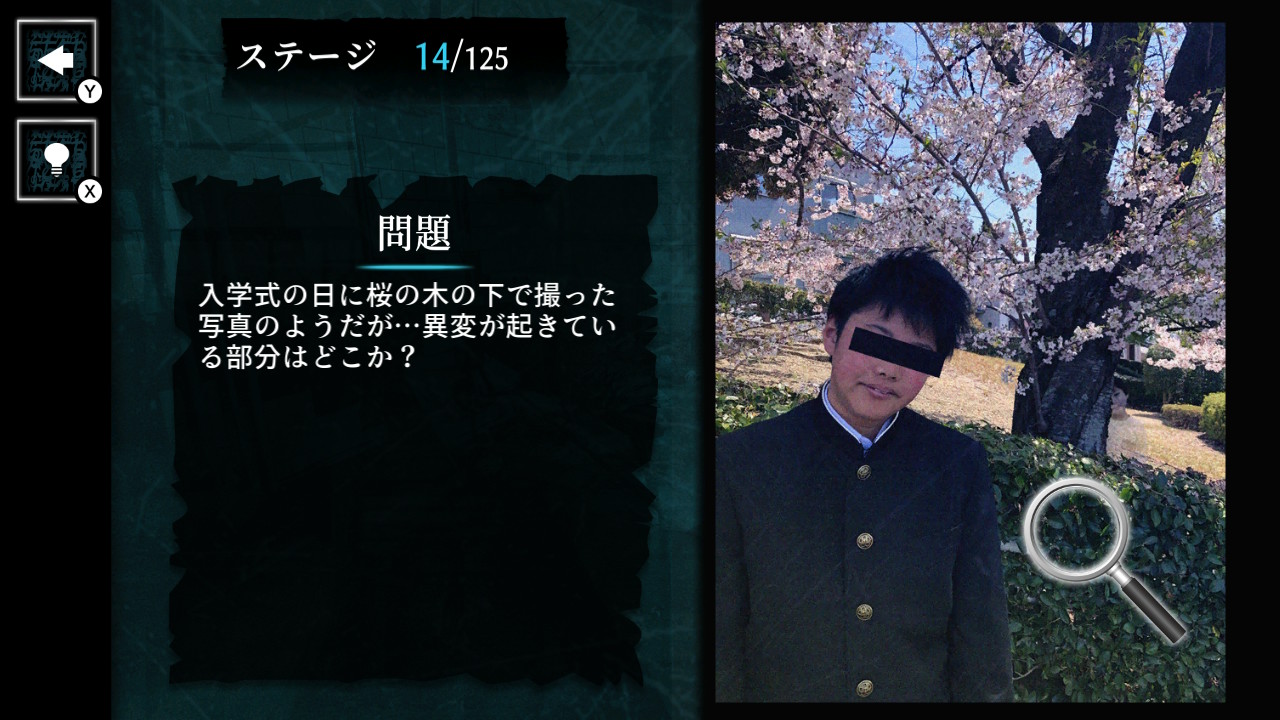 Y
X
ステージ 14/125
問題
入学式の日に桜の木の下で撮った
写真のようだが…異変が起きてい
る部分はどこか？